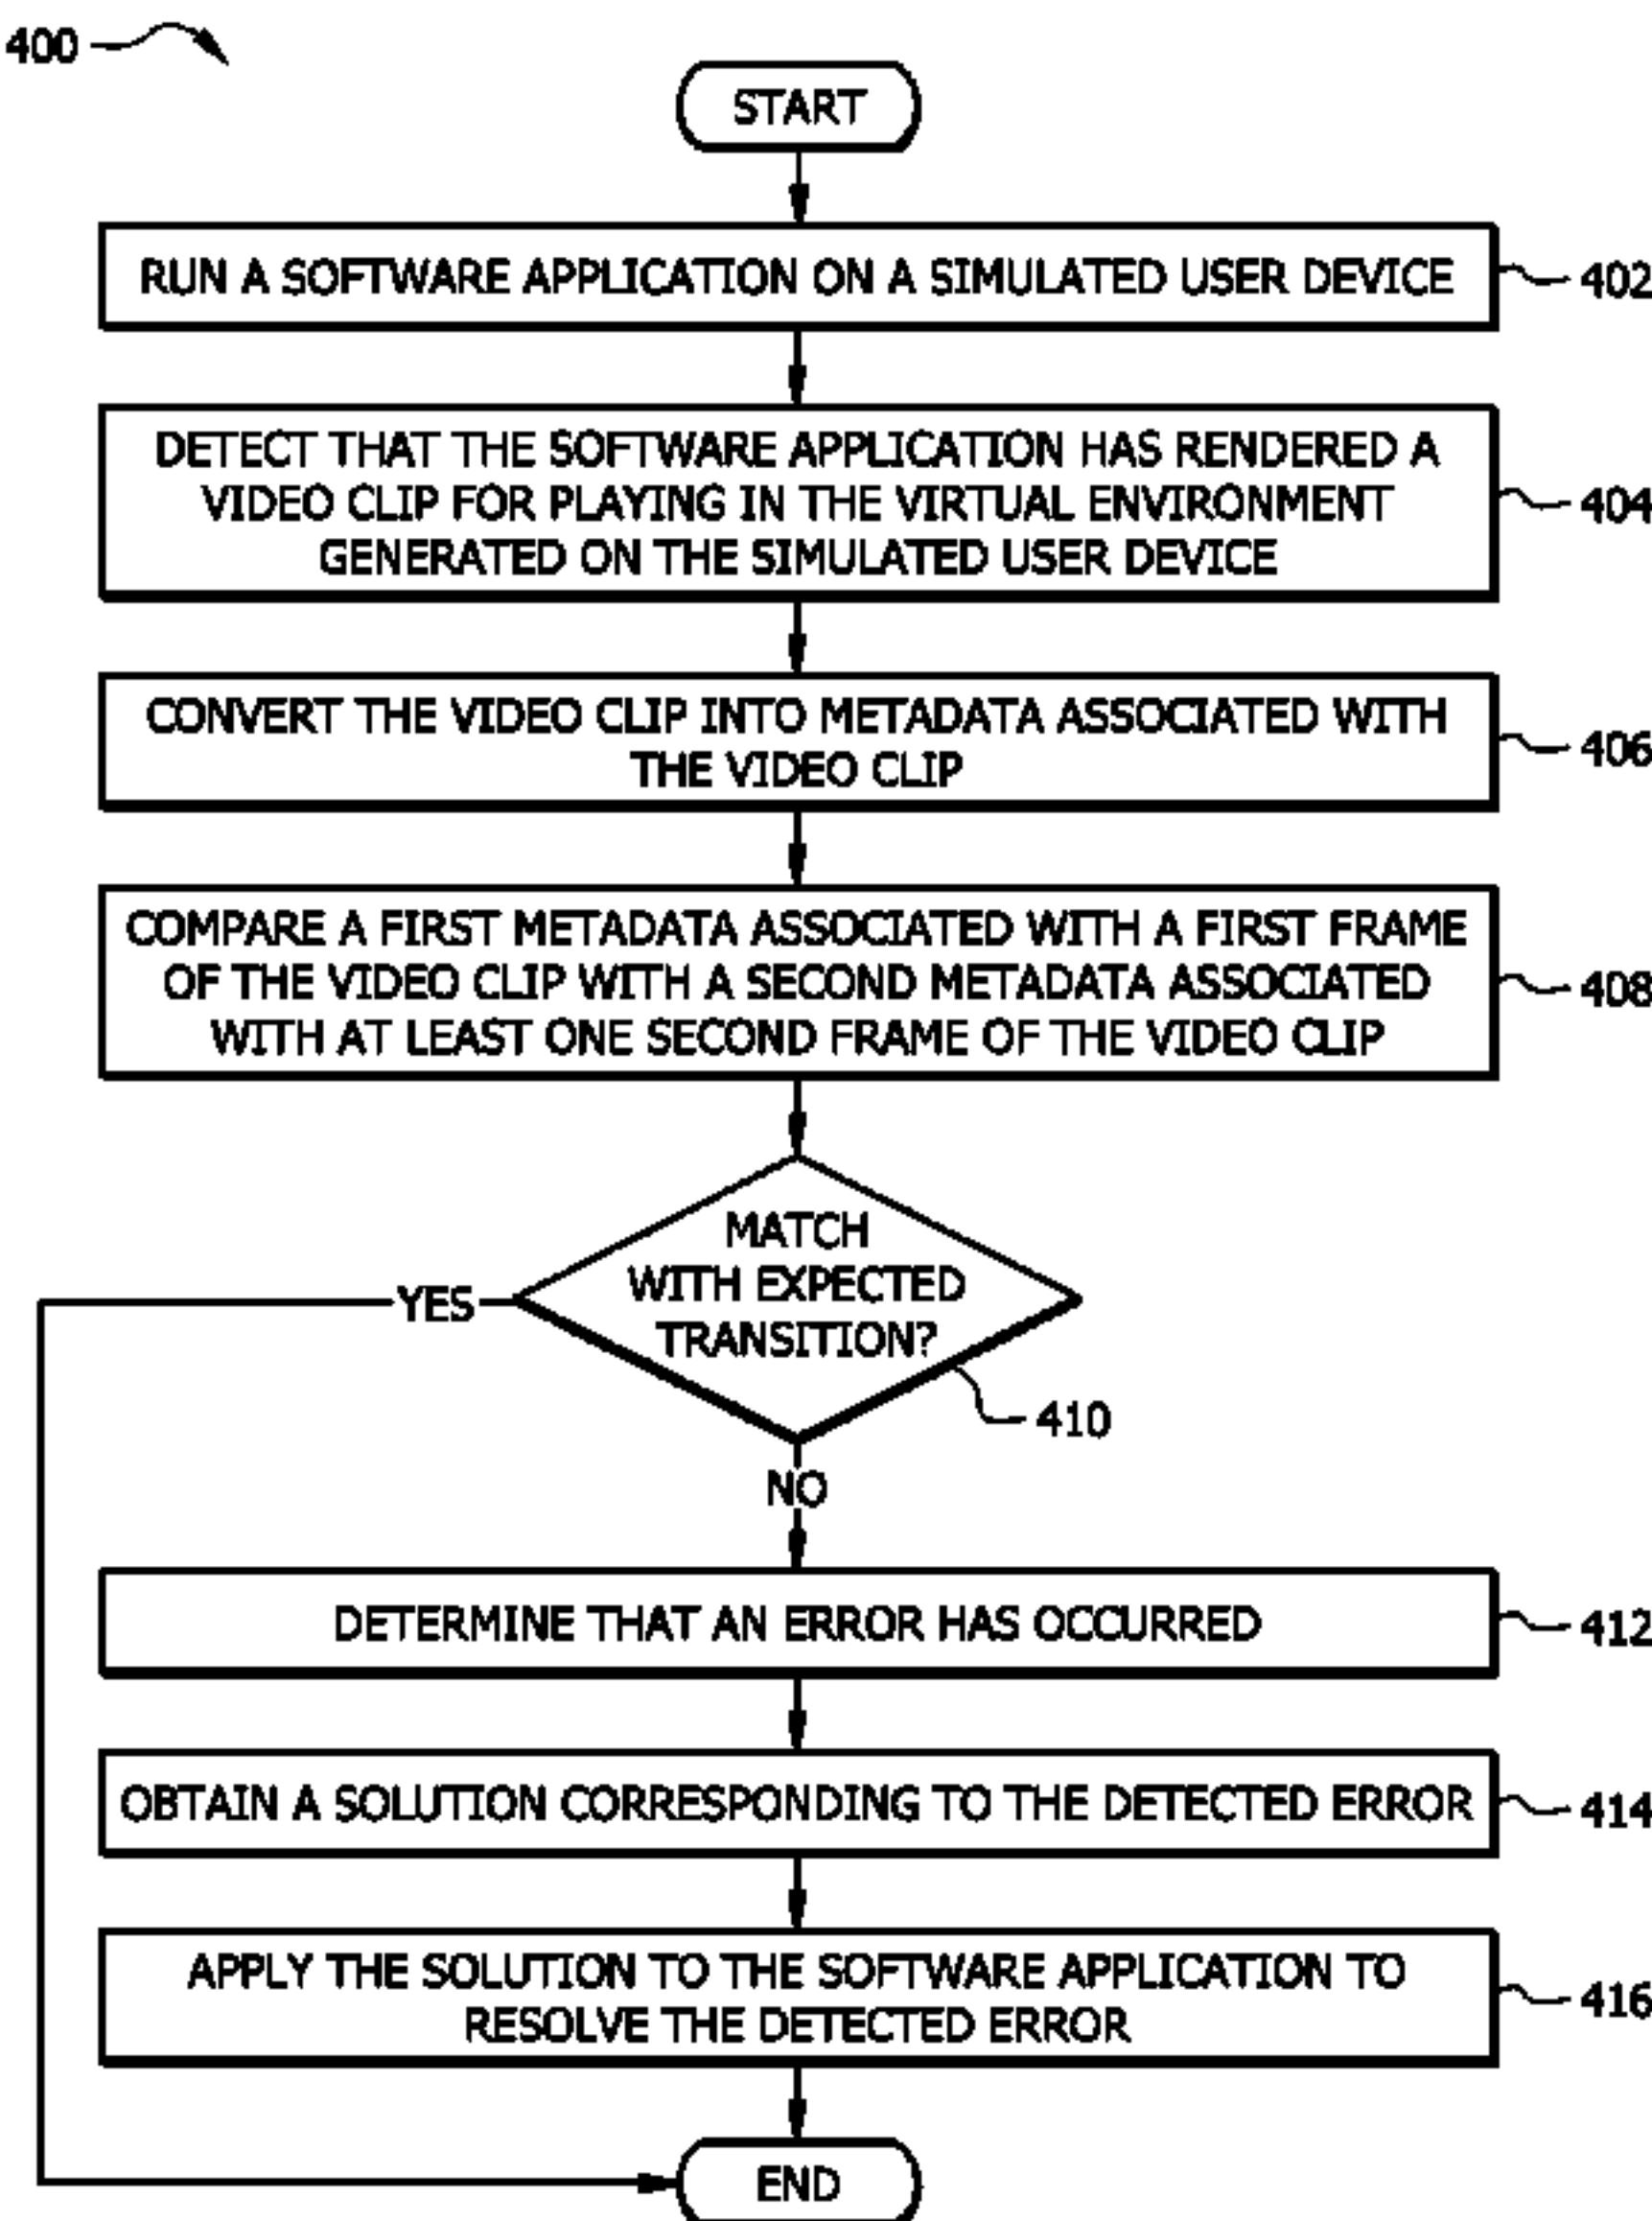 400
START
RUN A SOFTWARE APPLICATION ON A SIMULATED USER DEVICE
402
DETECT THAT THE SOFTWARE APPLICATION HAS RENDERED A
VIDEO CLIP FOR PLAYING IN THE VIRTUAL ENVIRONMENT
GENERATED ON THE SIMULATED USER DEVICE
404
CONVERT THE VIDEO CLIP INTO METADATA ASSOCIATED WITH
THE VIDEO CLIP
406
COMPARE A FIRST METADATA ASSOCIATED WITH A FIRST FRAME
OF THE VIDEO CLIP WITH A SECOND METADATA ASSOCIATED
WITH AT LEAST ONE SECOND FRAME OF THE VIDEO CLIP
408
MATCH
WITH EXPECTED
TRANSITION?
YES
410
NO
DETERMINE THAT AN ERROR HAS OCCURRED
412
OBTAIN A SOLUTION CORRESPONDING TO THE DETECTED ERROR
414
APPLY THE SOLUTION TO THE SOFTWARE APPLICATION TO
RESOLVE THE DETECTED ERROR
416
END